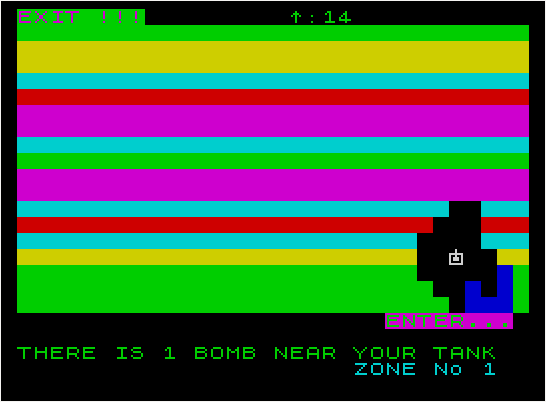 EXIT !!! ↑:14
ENTER...
THERE IS 1 BOMB NEAR YOUR TANK
ZONE No 1